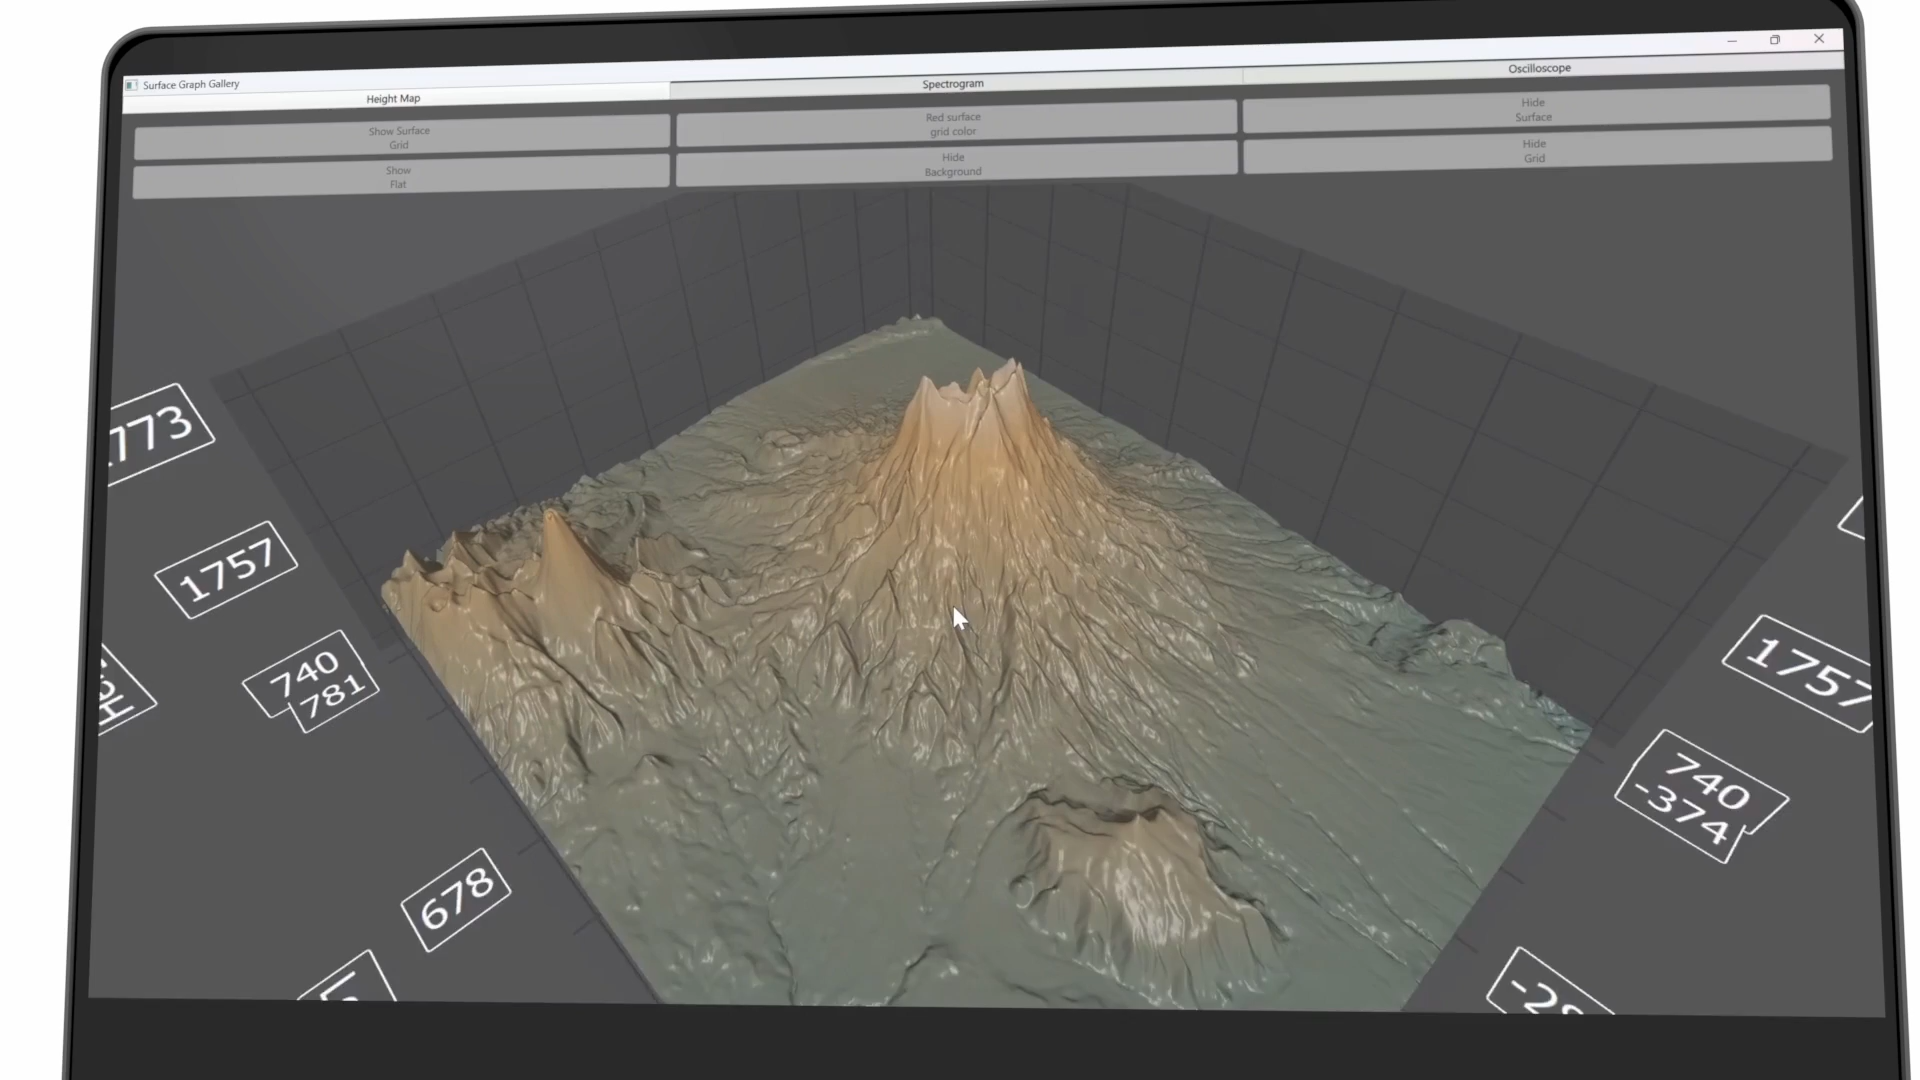 Surface Graph Gallery
Height Map
Spectrogram
Oscilloscope
Show Surface
Grid
Red surface
grid color
Hide
Surface
Show
Flat
Hide
Background
Hide
Grid
1757
740
781
678
1757
740
-374